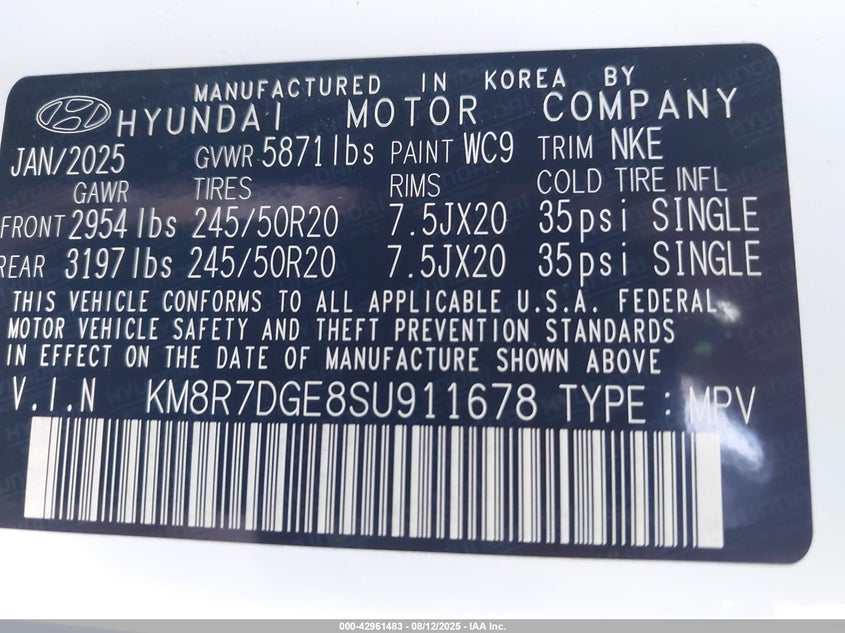 MANUFACTURED IN KOREA BY
HYUNDAI MOTOR COMPANY
JAN/2025 GVWR 5871lbs PAINT WC9 TRIM NKE
GAWR TIRES RIMS COLD TIRE INFL
FRONT 2954lbs 245/50R20 7.5JX20 35psi SINGLE
REAR 3197lbs 245/50R20 7.5JX20 35psi SINGLE
THIS VEHICLE CONFORMS TO ALL APPLICABLE U.S.A. FEDERAL
MOTOR VEHICLE SAFETY AND THEFT PREVENTION STANDARDS
IN EFFECT ON THE DATE OF MANUFACTURE SHOWN ABOVE
V.I.N KM8R7DGE8SU911678 TYPE : MPV
000-42961483 - 08/12/2025 - IAA Inc.